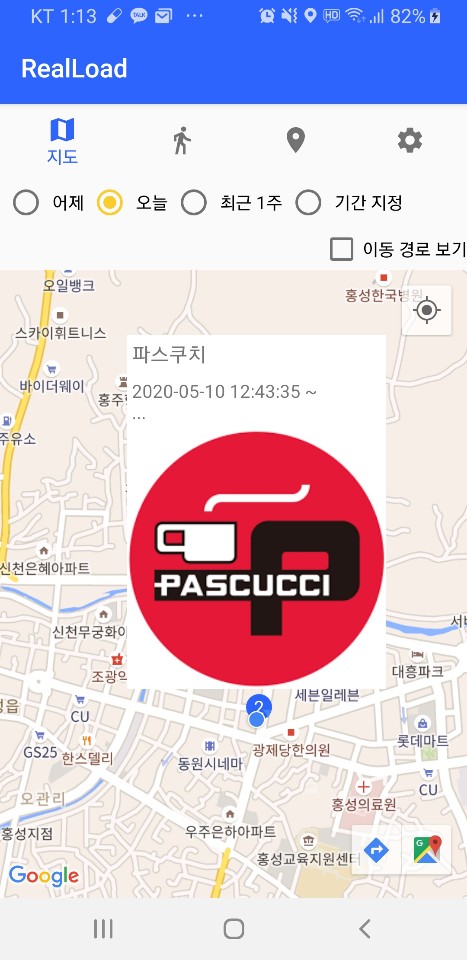 KT 1:13 TALK ··· HD 82%
RealLoad
지도
어제 오늘 최근 1주 기간 지정
이동 경로 보기
오일뱅크
홍성한국병원
스카이휘트니스
파스쿠치
바이더웨이
2020-05-10 12:43:35 ~
홍주
...
주유소
PASCUCCI
신천은혜아파트
신천무궁화이
서
조광약
대흥파크
2
세븐일레븐
정읍
CU
롯데마트
GS25
한스델리
광제당한의원
동원시네마
CU
오관리
홍성의료원
홍성지점
우주은하아파트
홍성교육지원센터
G
Google